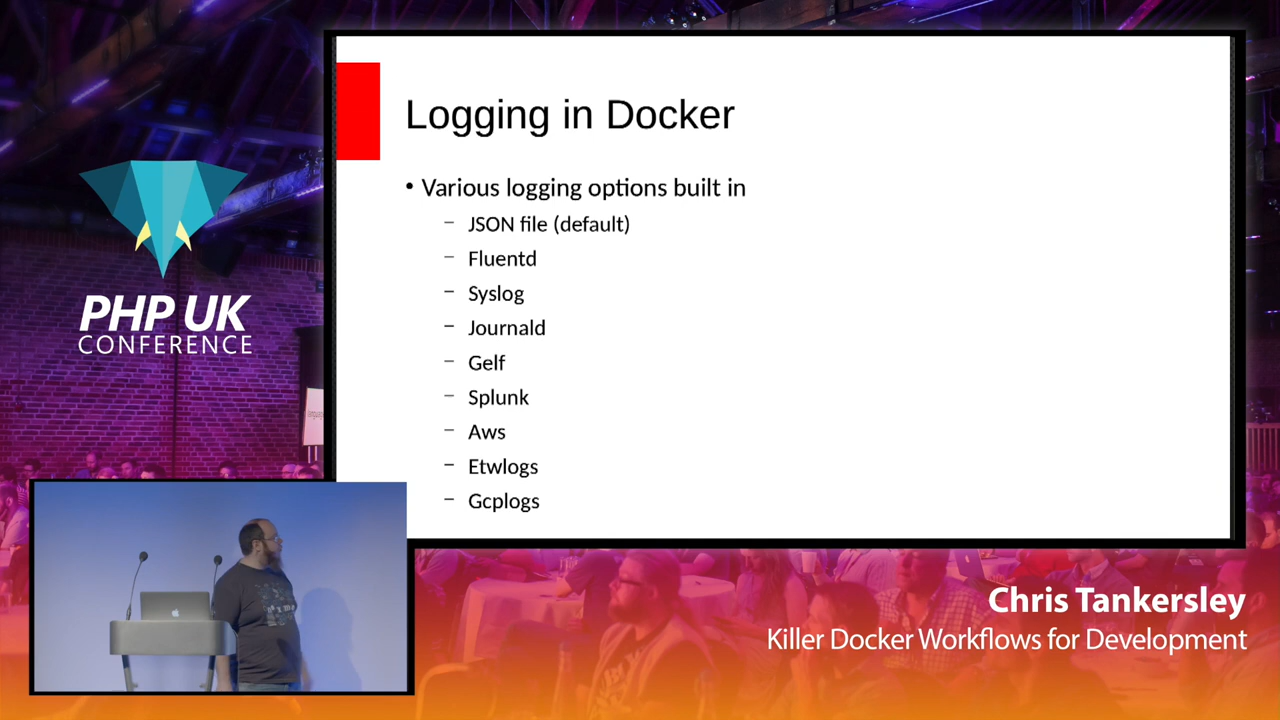 Logging in Docker
• Various logging options built in
– JSON file (default)
– Fluentd
– Syslog
– Journald
– Gelf
– Splunk
– Aws
– Etwlogs
– Gcplogs
PHP UK
CONFERENCE
Chris Tankersley
Killer Docker Workflows for Development